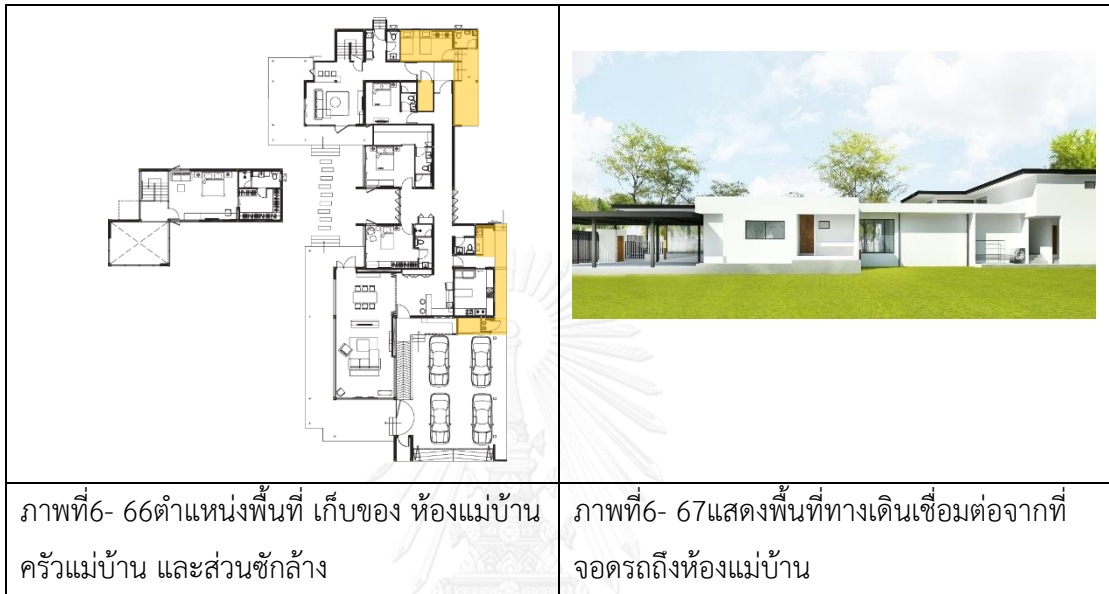 ภาพที่6- 66ตำแหน่งพื้นที่ เก็บของ ห้องแม่บ้าน
ครัวแม่บ้าน และส่วนซักล้าง
ภาพที่6- 67แสดงพื้นที่ทางเดินเชื่อมต่อจากที่
จอดรถถึงห้องแม่บ้าน